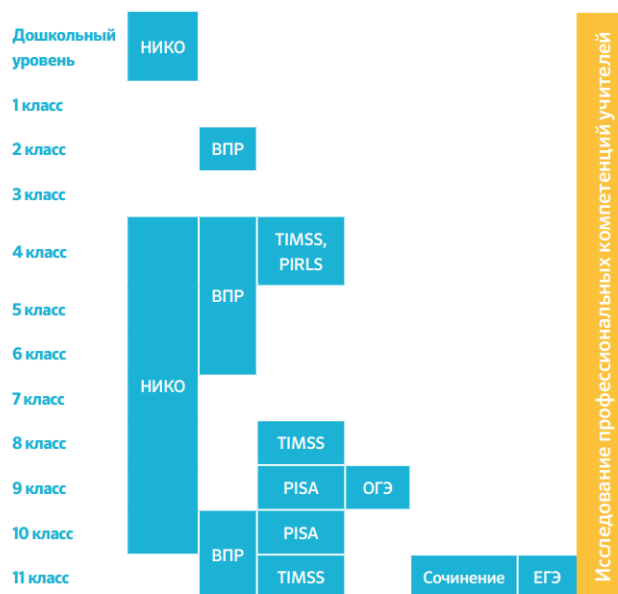 Дошкольный
уровень
НИКО
1 класс
2 класс
ВПР
3 класс
4 класс
TIMSS,
PIRLS
ВПР
5 класс
6 класс
НИКО
7 класс
8 класс
TIMSS
9 класс
PISA
ОГЭ
10 класс
PISA
ВПР
11 класс
TIMSS
Сочинение
ЕГЭ
Исследование профессиональных компетенций учителей